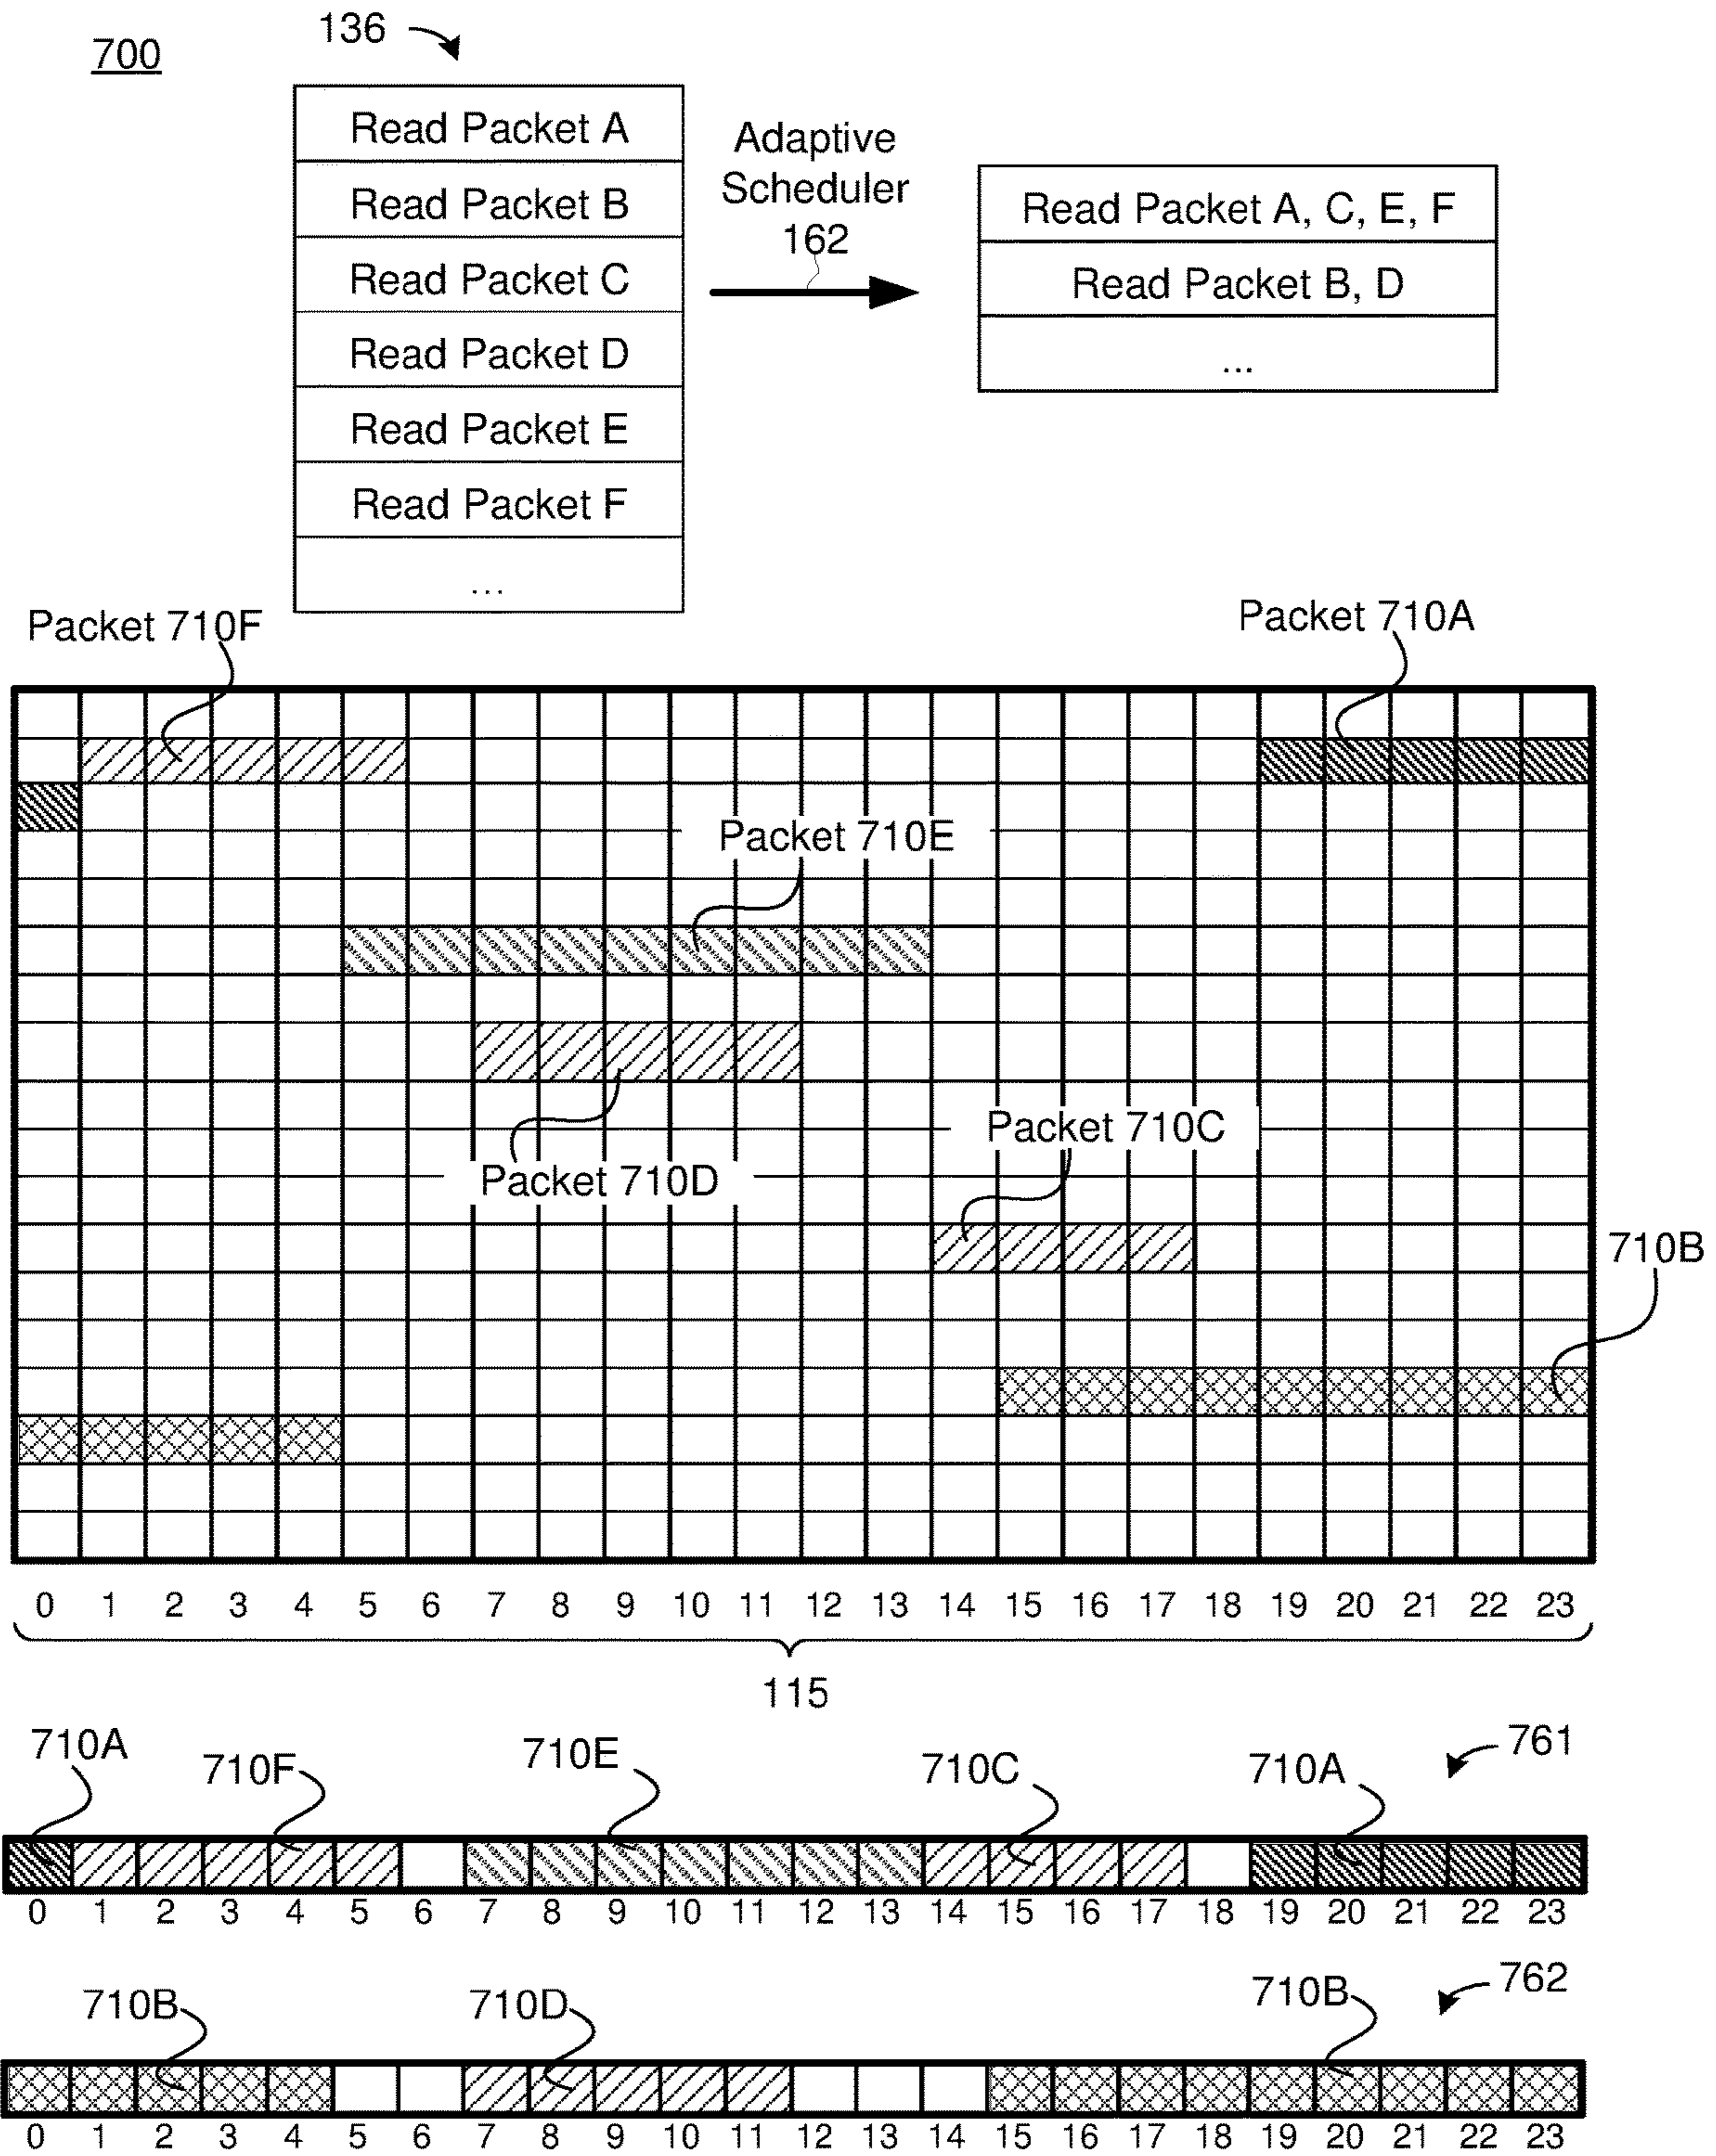 700
136
Read Packet A
Read Packet B
Read Packet C
Read Packet D
Read Packet E
Read Packet F
...
Adaptive
Scheduler
162
Read Packet A, C, E, F
Read Packet B, D
...
Packet 710F
Packet 710A
Packet 710E
Packet 710C
Packet 710D
710B
0 1 2 3 4 5 6 7 8 9 10 11 12 13 14 15 16 17 18 19 20 21 22 23
115
710A 710F 710E 710C 710A 761
0 1 2 3 4 5 6 7 8 9 10 11 12 13 14 15 16 17 18 19 20 21 22 23
710B 710D 710B 762
0 1 2 3 4 5 6 7 8 9 10 11 12 13 14 15 16 17 18 19 20 21 22 23